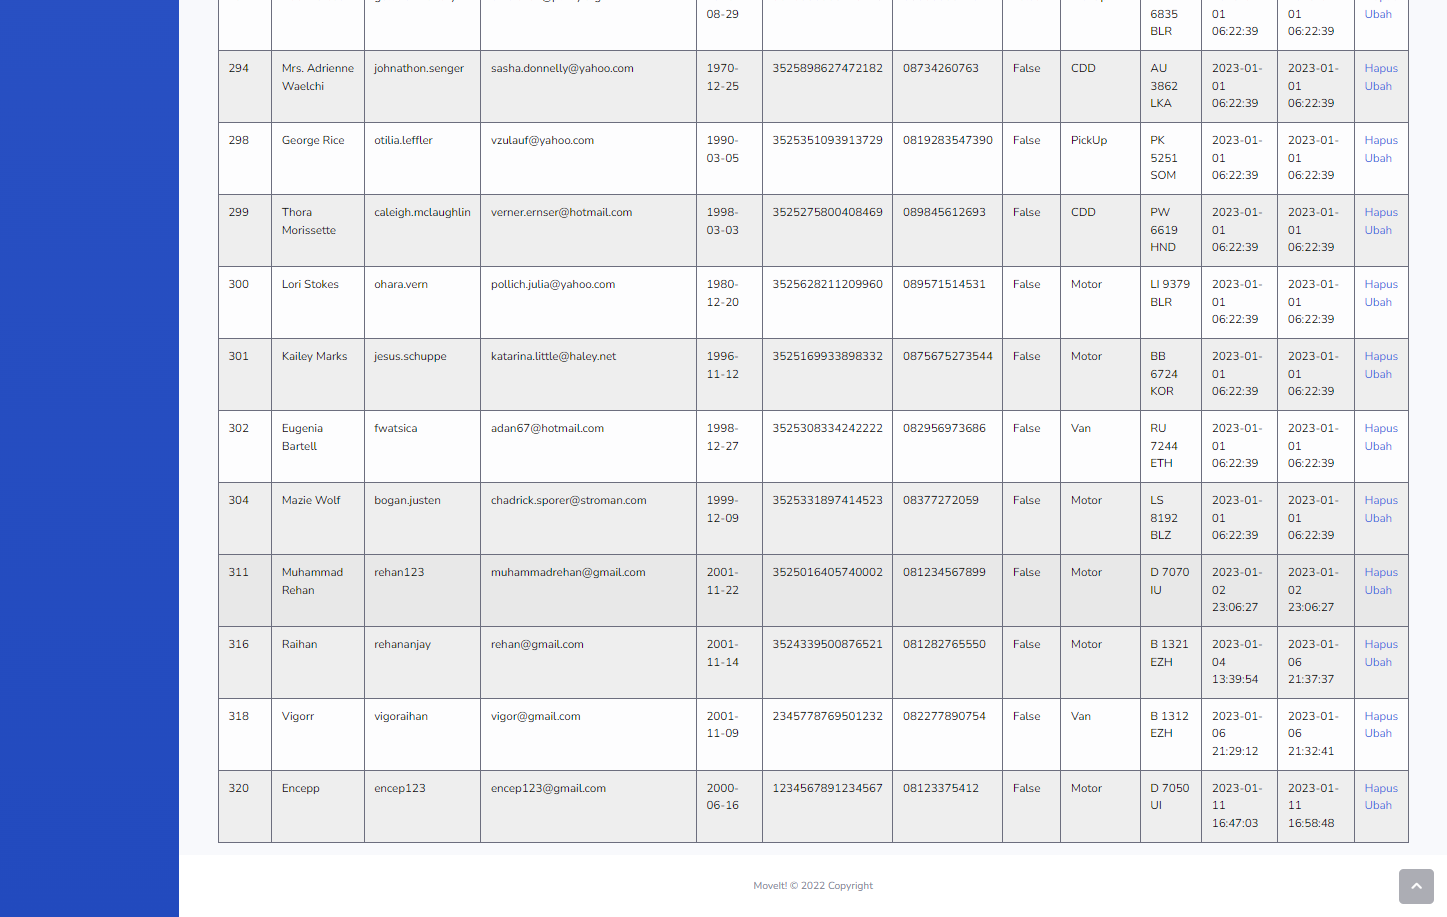 08-29
6835
BLR
01
06:22:39
01
06:22:39
Ubah
294
Mrs. Adrienne
Waelchi
johnathon.senger
sasha.donnelly@yahoo.com
1970-
12-25
3525898627472182
08734260763
False
CDD
AU
3862
LKA
2023-01-
01
06:22:39
2023-01-
01
06:22:39
Hapus
Ubah
298
George Rice
otilia.leffler
vzulauf@yahoo.com
1990-
03-05
3525351093913729
0819283547390
False
PickUp
PK
5251
SOM
2023-01-
01
06:22:39
2023-01-
01
06:22:39
Hapus
Ubah
299
Thora
Morissette
caleigh.mclaughlin
verner.ernser@hotmail.com
1998-
03-03
3525275800408469
089845612693
False
CDD
PW
6619
HND
2023-01-
01
06:22:39
2023-01-
01
06:22:39
Hapus
Ubah
300
Lori Stokes
ohara.vern
pollich.julia@yahoo.com
1980-
12-20
3525628211209960
089571514531
False
Motor
LI 9379
BLR
2023-01-
01
06:22:39
2023-01-
01
06:22:39
Hapus
Ubah
301
Kailey Marks
jesus.schuppe
katarina.little@haley.net
1996-
11-12
3525169933898332
0875675273544
False
Motor
BB
6724
KOR
2023-01-
01
06:22:39
2023-01-
01
06:22:39
Hapus
Ubah
302
Eugenia
Bartell
fwatsica
adan67@hotmail.com
1998-
12-27
3525308334242222
082956973686
False
Van
RU
7244
ETH
2023-01-
01
06:22:39
2023-01-
01
06:22:39
Hapus
Ubah
304
Mazie Wolf
bogan.justen
chadrick.sporer@stroman.com
1999-
12-09
3525331897414523
08377272059
False
Motor
LS
8192
BLZ
2023-01-
01
06:22:39
2023-01-
01
06:22:39
Hapus
Ubah
311
Muhammad
Rehan
rehan123
muhammadrehan@gmail.com
2001-
11-22
3525016405740002
081234567899
False
Motor
D 7070
IU
2023-01-
02
23:06:27
2023-01-
02
23:06:27
Hapus
Ubah
316
Raihan
rehananjay
rehan@gmail.com
2001-
11-14
3524339500876521
081282765550
False
Motor
B 1321
EZH
2023-01-
04
13:39:54
2023-01-
06
21:37:37
Hapus
Ubah
318
Vigorr
vigoraihan
vigor@gmail.com
2001-
11-09
2345778769501232
082277890754
False
Van
B 1312
EZH
2023-01-
06
21:29:12
2023-01-
06
21:32:41
Hapus
Ubah
320
Encepp
encep123
encep123@gmail.com
2000-
06-16
1234567891234567
08123375412
False
Motor
D 7050
UI
2023-01-
11
16:47:03
2023-01-
11
16:58:48
Hapus
Ubah
MoveIt! © 2022 Copyright